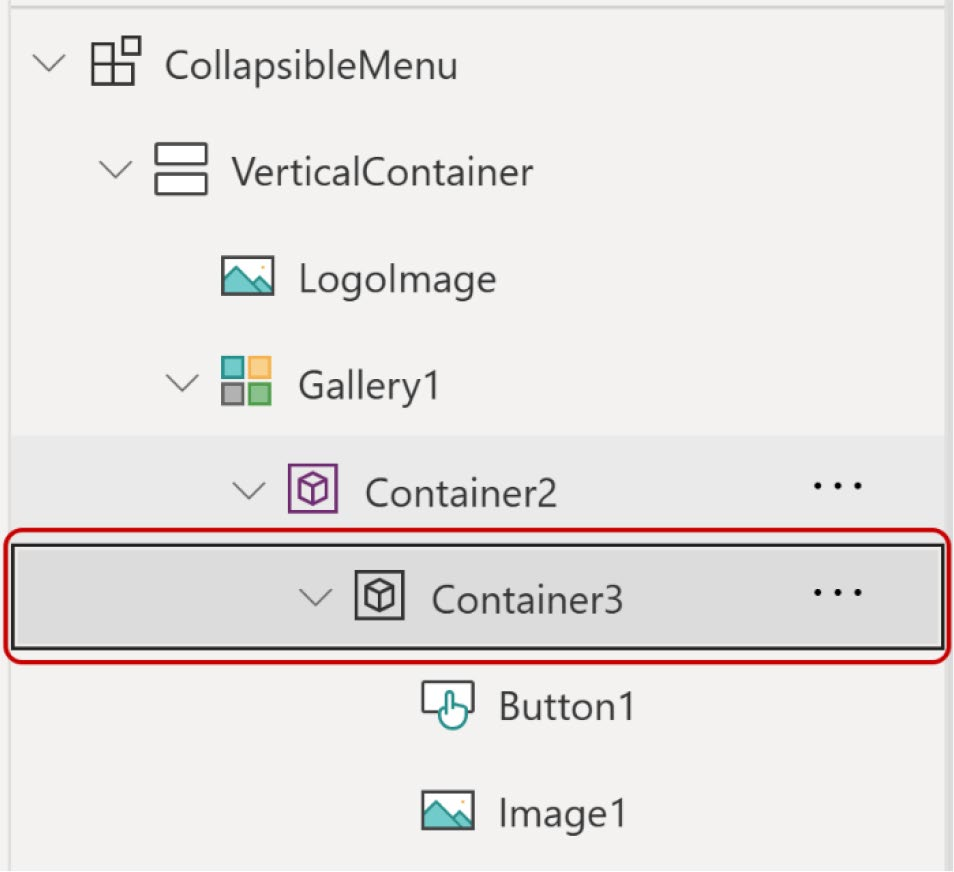 CollapsibleMenu
VerticalContainer
LogoImage
Gallery1
Container2
Container3
Button1
Image1